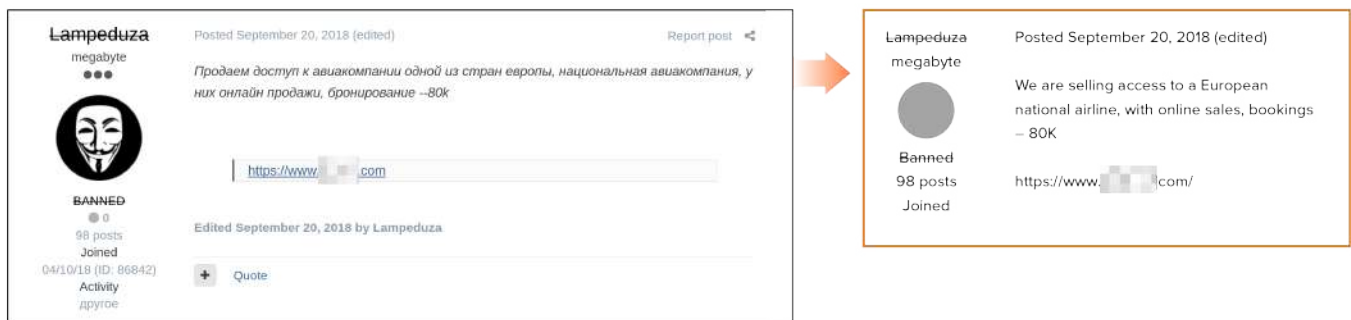 Lampeduza
megabyte
BANNED
0
98 posts
Joined
04/10/18 (ID: 86842)
Activity
другое
Posted September 20, 2018 (edited)
Report post
Продаем доступ к авиакомпании одной из стран европы, национальная авиакомпания, у
них онлайн продажи, бронирование --80k
https://www. .com
Edited September 20, 2018 by Lampeduza
+ Quote
Lampeduza
megabyte
Banned
98 posts
Joined
Posted September 20, 2018 (edited)
We are selling access to a European
national airline, with online sales, bookings
– 80K
https://www. com/